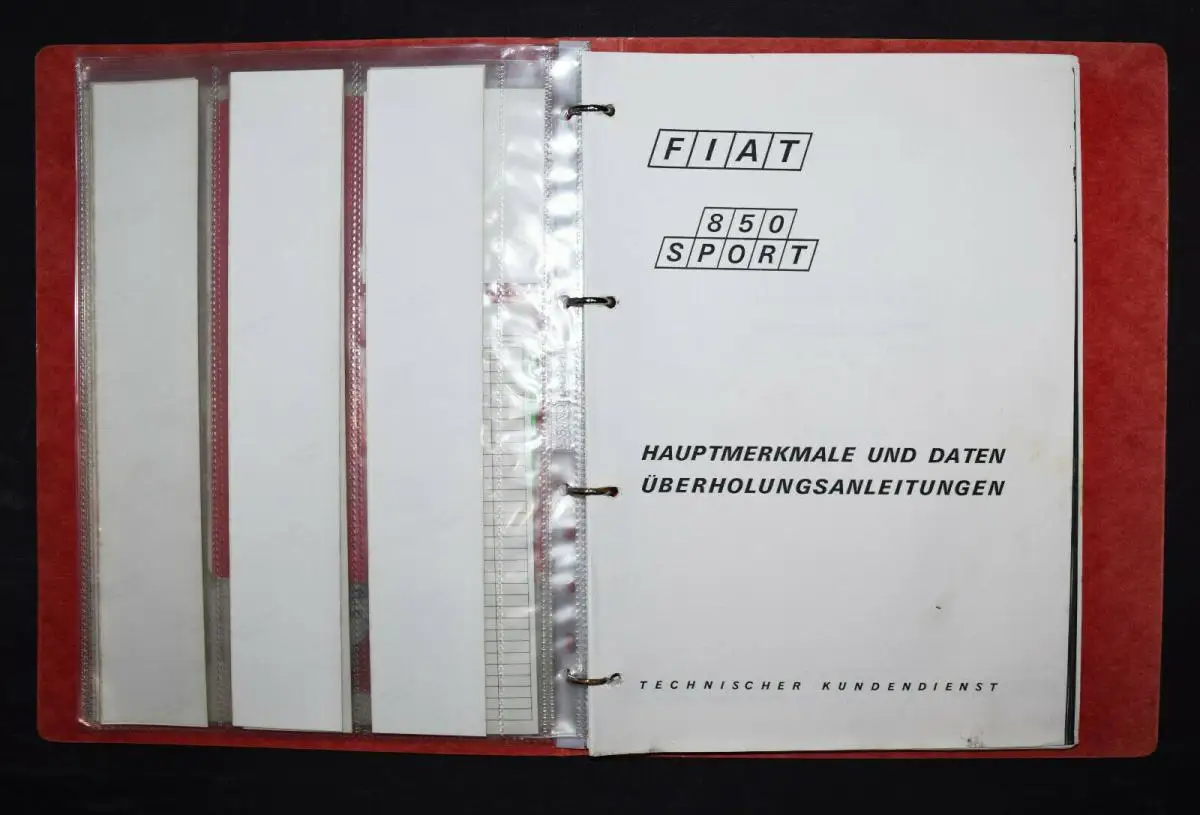 FIAT
850
SPORT
HAUPTMERKMALE UND DATEN
ÜBERHOLUNGSANLEITUNGEN
TECHNISCHER KUNDENDIENST